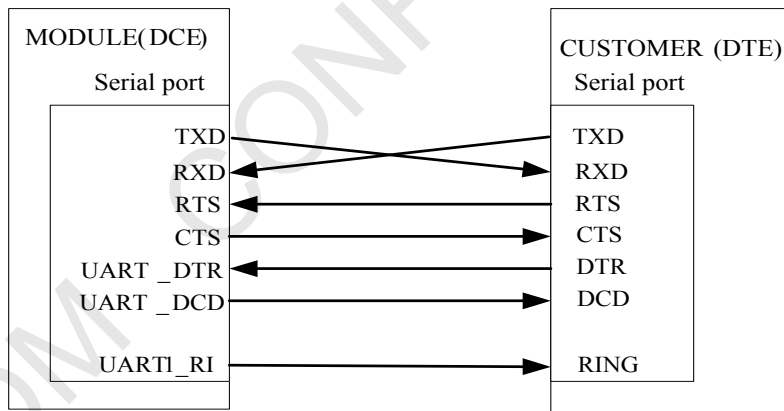 MODULE(DCE)
Serial port
TXD
RXD
RTS
CTS
UART _DTR
UART _DCD
UART1_RI
CUSTOMER (DTE)
Serial port
TXD
RXD
RTS
CTS
DTR
DCD
RING